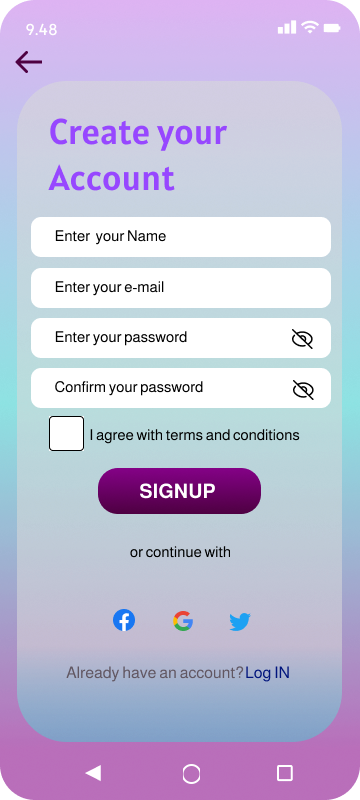 9.48
Create your
Account
Enter your Name
Enter your e-mail
Enter your password
Confirm your password
I agree with terms and conditions
SIGNUP
or continue with
Already have an account? Log IN